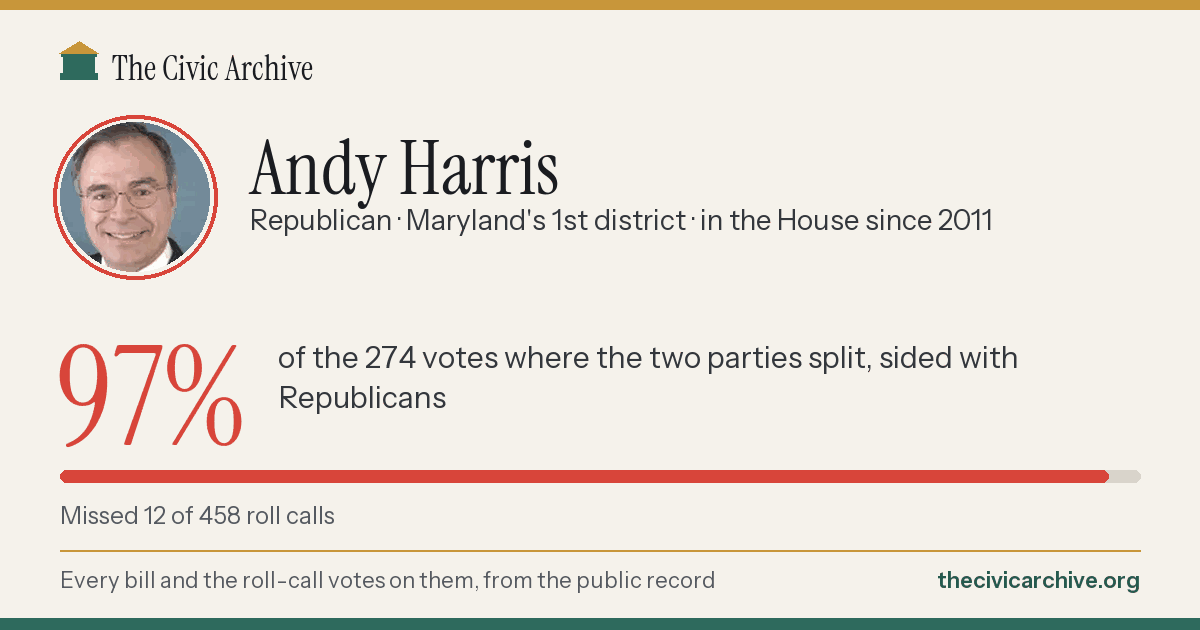 The Civic Archive
Andy Harris
Republican · Maryland's 1st district · in the House since 2011
97%
of the 274 votes where the two parties split, sided with
Republicans
Missed 12 of 458 roll calls
Every bill and the roll-call votes on them, from the public record
thecivicarchive.org